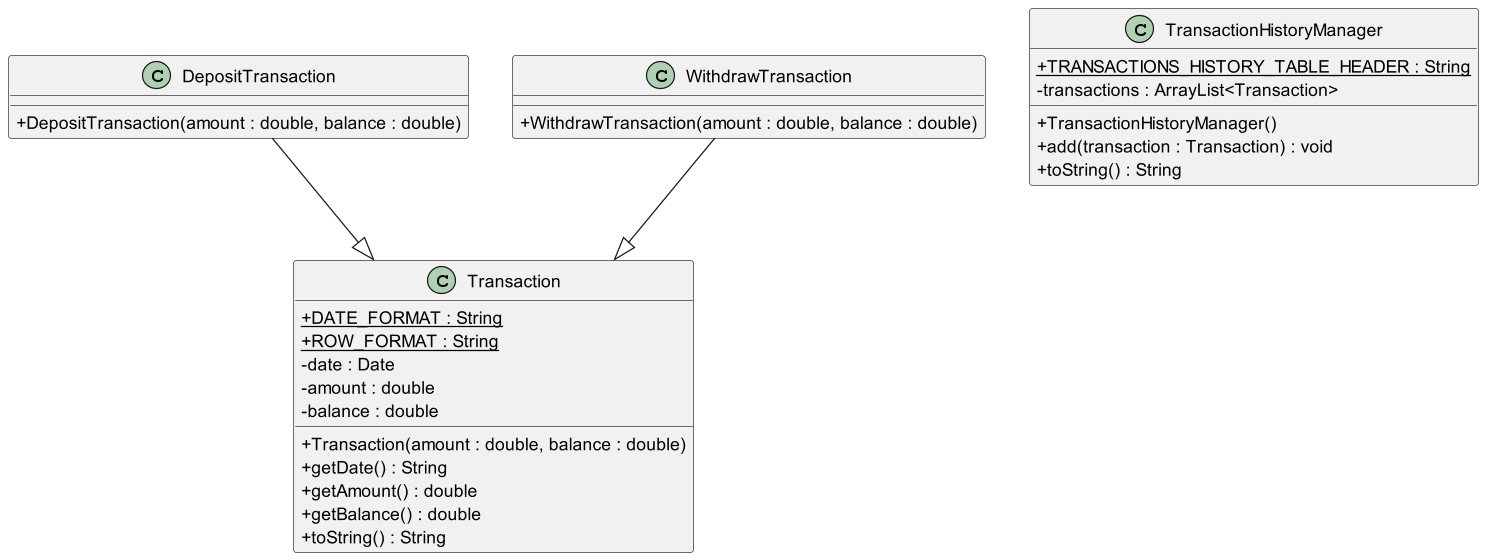 C DepositTransaction
+DepositTransaction(amount : double, balance : double)
C WithdrawTransaction
+WithdrawTransaction(amount : double, balance : double)
C TransactionHistoryManager
+TRANSACTIONS_HISTORY_TABLE_HEADER : String
-transactions : ArrayList<Transaction>
+TransactionHistoryManager()
+add(transaction : Transaction) : void
+toString() : String
C Transaction
+DATE_FORMAT : String
+ROW_FORMAT : String
-date : Date
-amount : double
-balance : double
+Transaction(amount : double, balance : double)
+getDate() : String
+getAmount() : double
+getBalance() : double
+toString() : String